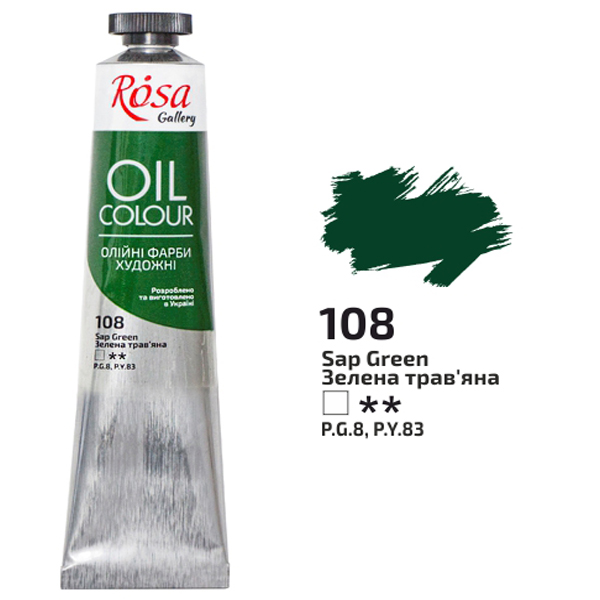 Rósa
Gallery
OIL
COLOUR
ОЛІЙНІ ФАРБИ
ХУДОЖНІ
Розроблено
та виготовлено
в Україні
108
Sap Green
Зелена трав'яна
**
P.G.8, P.Y.83
108
Sap Green
Зелена трав'яна
**
P.G.8, P.Y.83